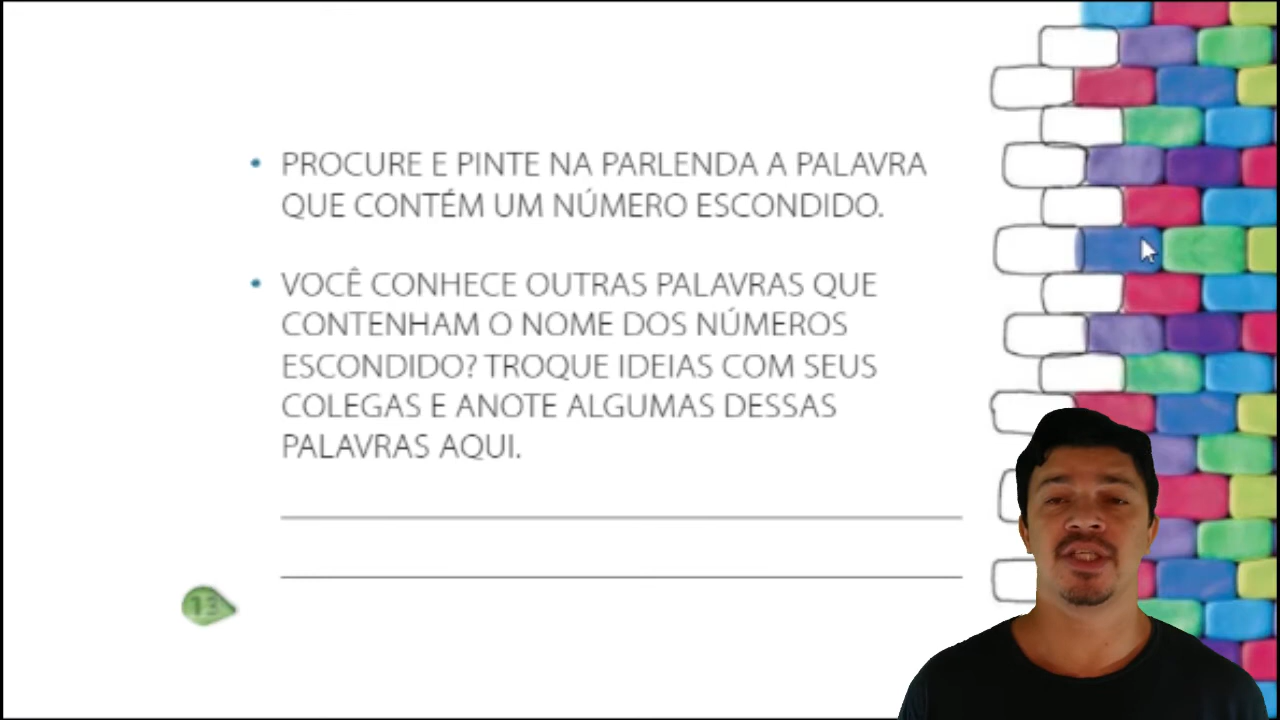 • PROCURE E PINTE NA PARLENDA A PALAVRA
QUE CONTÉM UM NÚMERO ESCONDIDO.
• VOCÊ CONHECE OUTRAS PALAVRAS QUE
CONTENHAM O NOME DOS NÚMEROS
ESCONDIDO? TROQUE IDEIAS COM SEUS
COLEGAS E ANOTE ALGUMAS DESSAS
PALAVRAS AQUI.
13